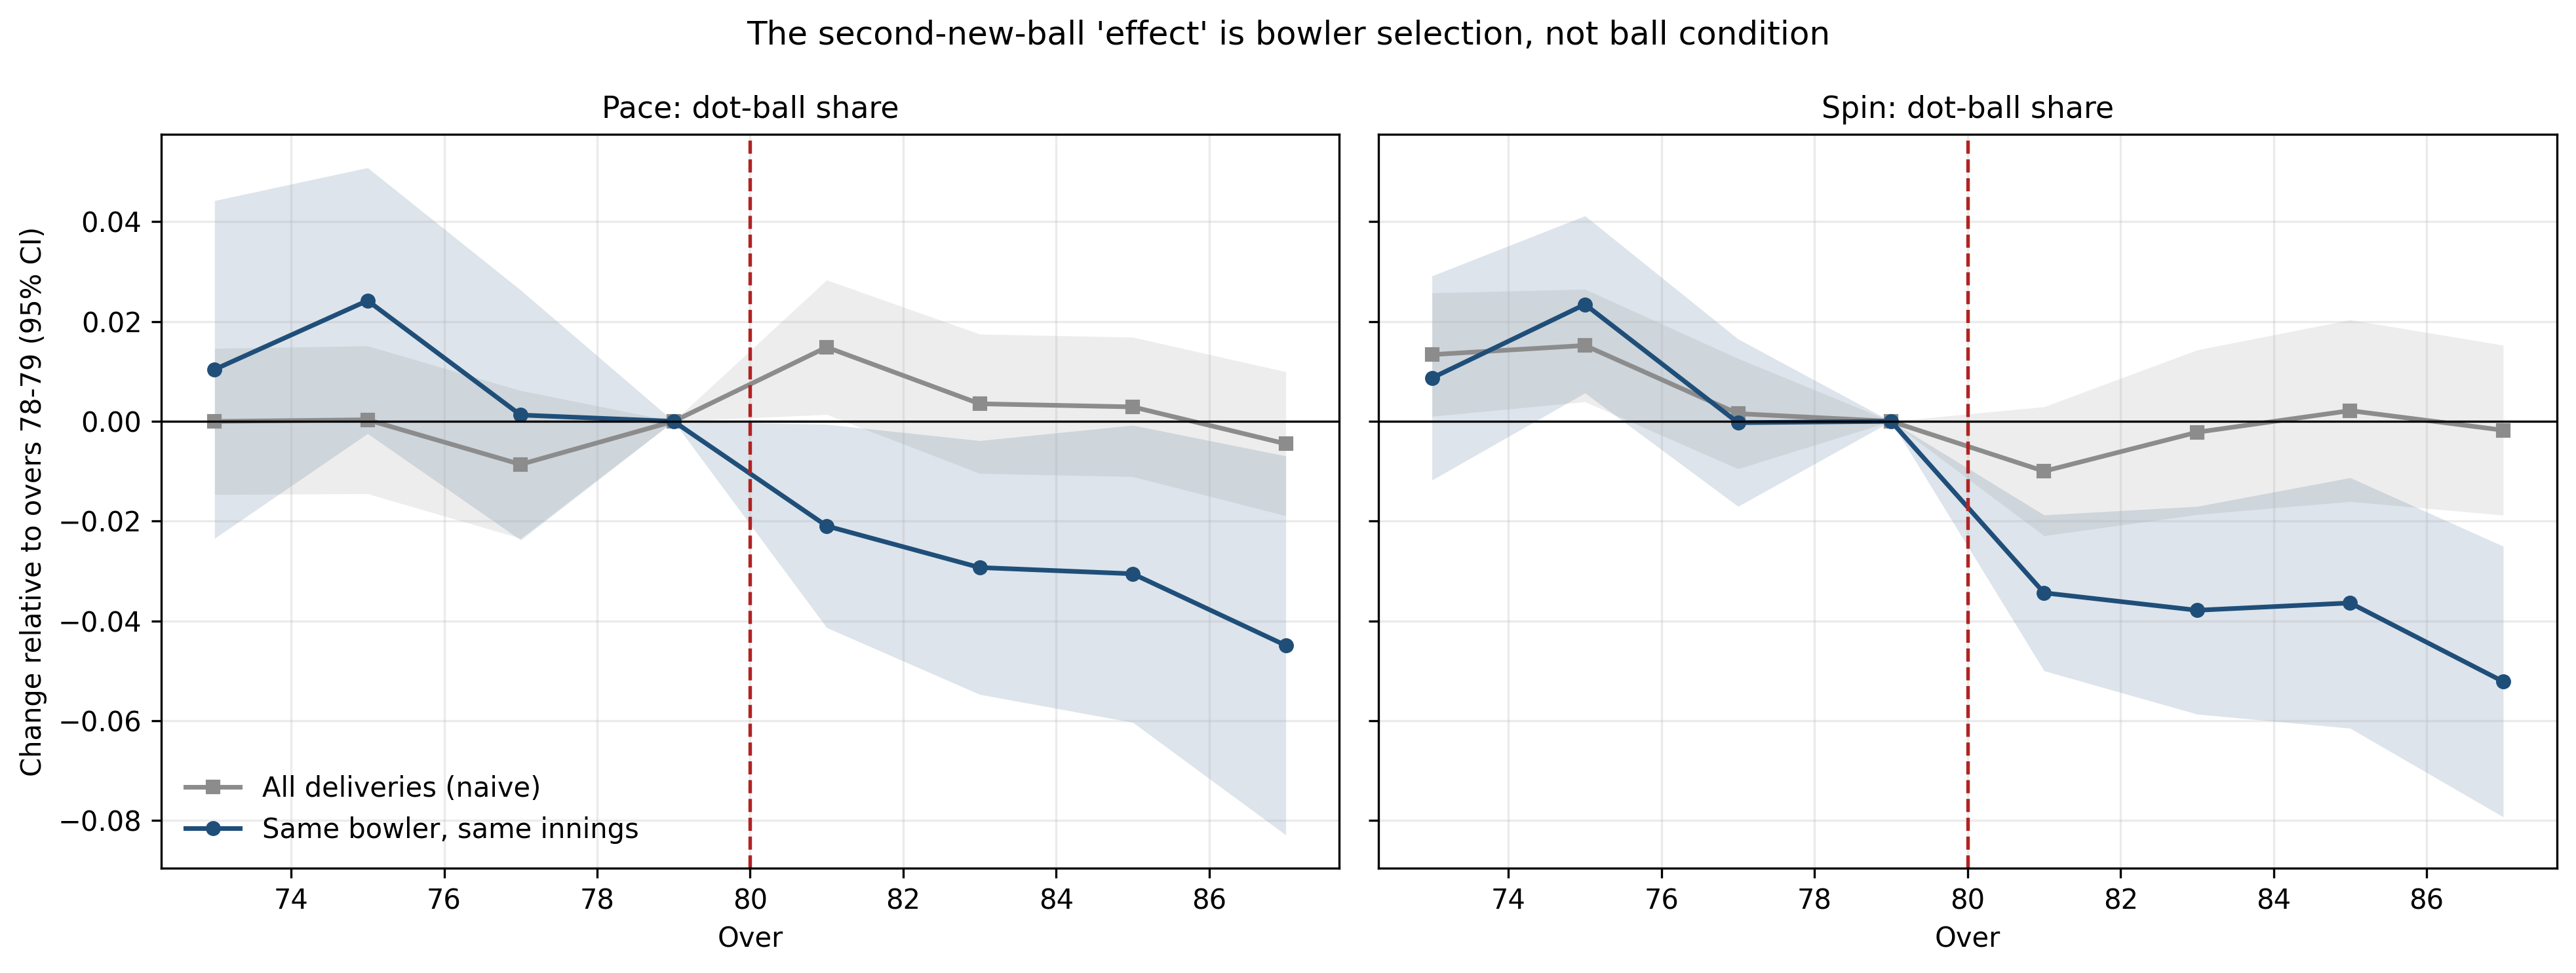 The second-new-ball 'effect' is bowler selection, not ball condition
Pace: dot-ball share
Spin: dot-ball share
Change relative to overs 78-79 (95% CI)
0.04
0.02
0.00
−0.02
−0.04
−0.06
−0.08
All deliveries (naive)
Same bowler, same innings
74 76 78 80 82 84 86
74 76 78 80 82 84 86
Over
Over